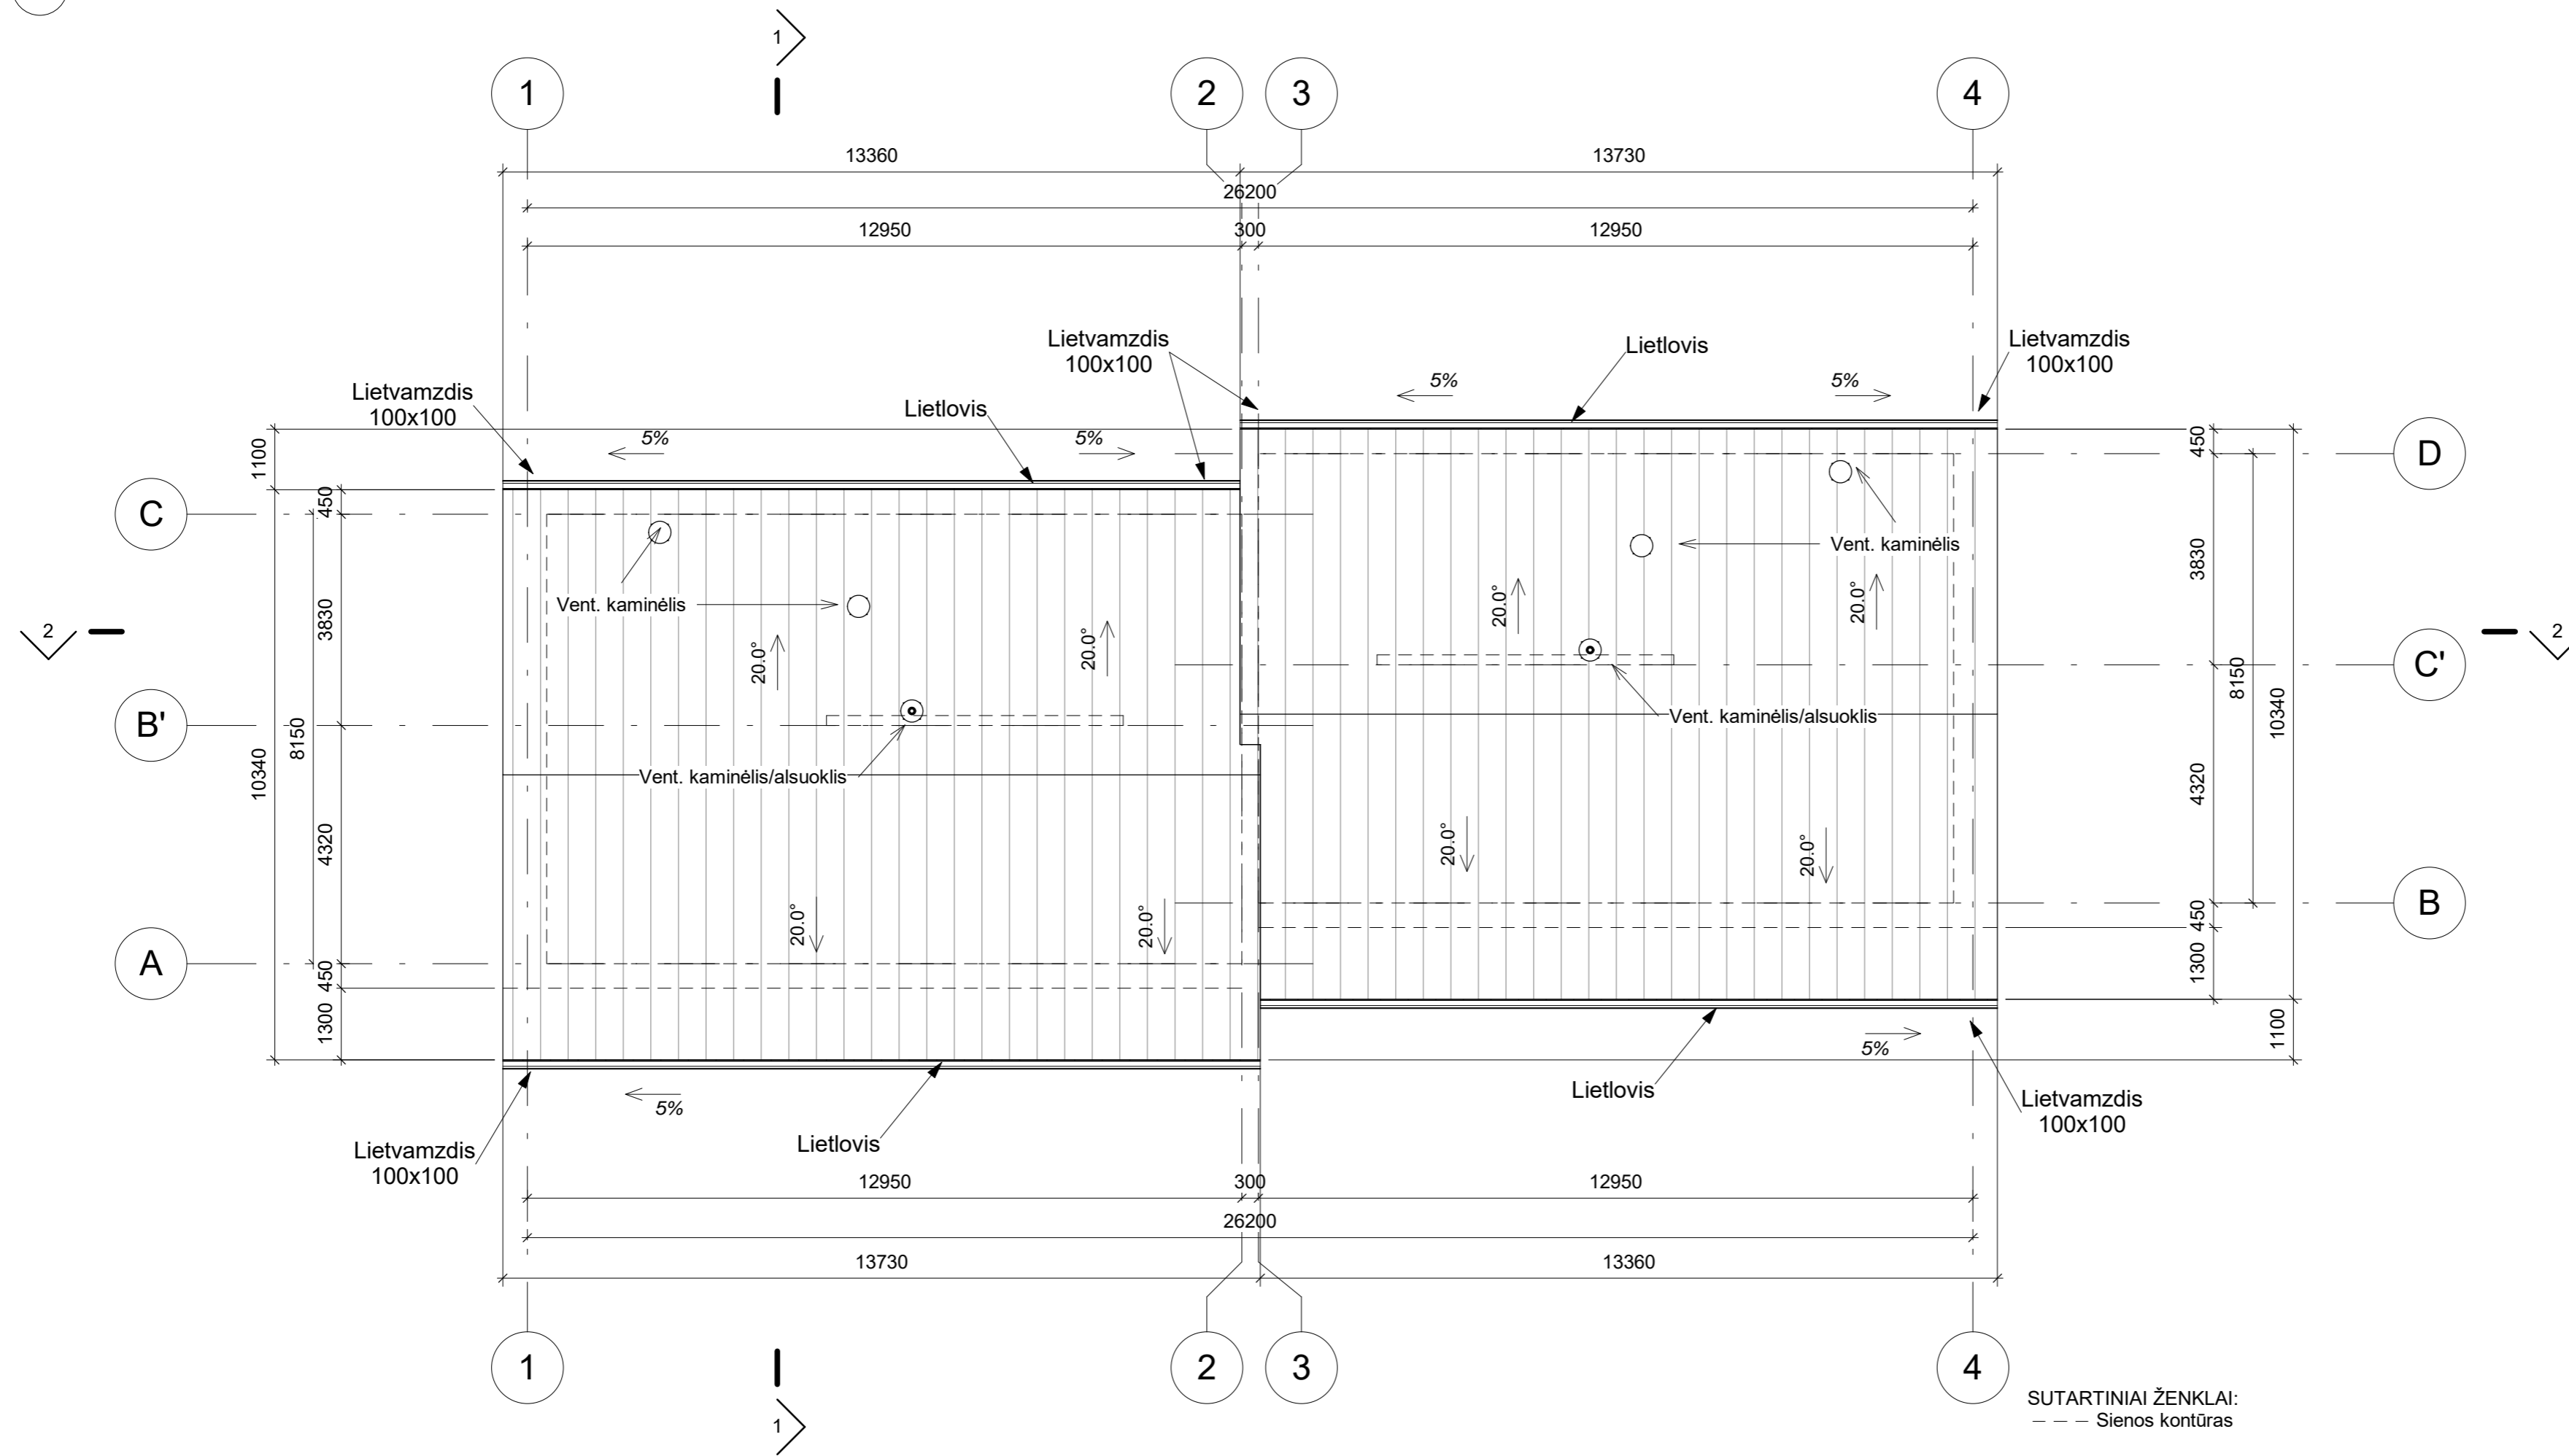 1
1
2
3
4
13360
13730
26200
12950
300
12950
Lietvamzdis
100x100
Lietlovis
Lietvamzdis
100x100
5%
5%
Lietvamzdis
100x100
Lietlovis
5%
5%
1100
450
450
D
C
3830
Vent. kaminėlis
Vent. kaminėlis
3830
20.0°
20.0°
20.0°
20.0°
2
2
B'
C'
8150
10340
8150
10340
Vent. kaminėlis/alsuoklis
Vent. kaminėlis/alsuoklis
4320
4320
20.0°
20.0°
20.0°
20.0°
A
B
450
450
1300
1300
1100
5%
5%
Lietlovis
Lietlovis
Lietvamzdis
100x100
Lietvamzdis
100x100
12950
300
12950
26200
13730
13360
1
2
3
4
1
SUTARTINIAI ŽENKLAI:
Sienos kontūras